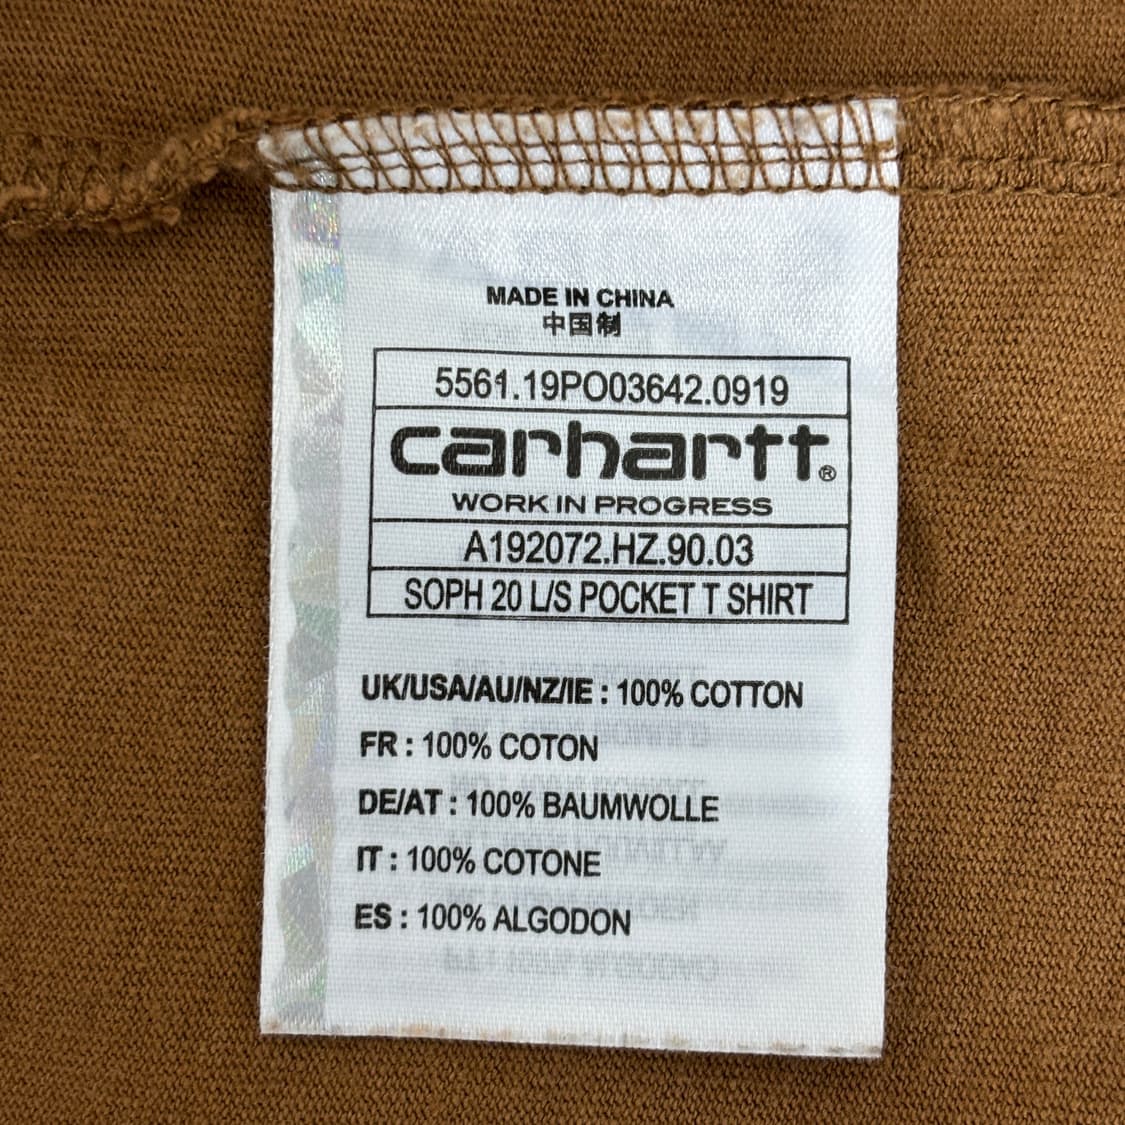 MADE IN CHINA
中国制
5561.19PO03642.0919
carhartt®
WORK IN PROGRESS
A192072.HZ.90.03
SOPH 20 L/S POCKET T SHIRT
UK/USA/AU/NZ/IE : 100% COTTON
FR : 100% COTON
DE/AT : 100% BAUMWOLLE
IT : 100% COTONE
ES : 100% ALGODON